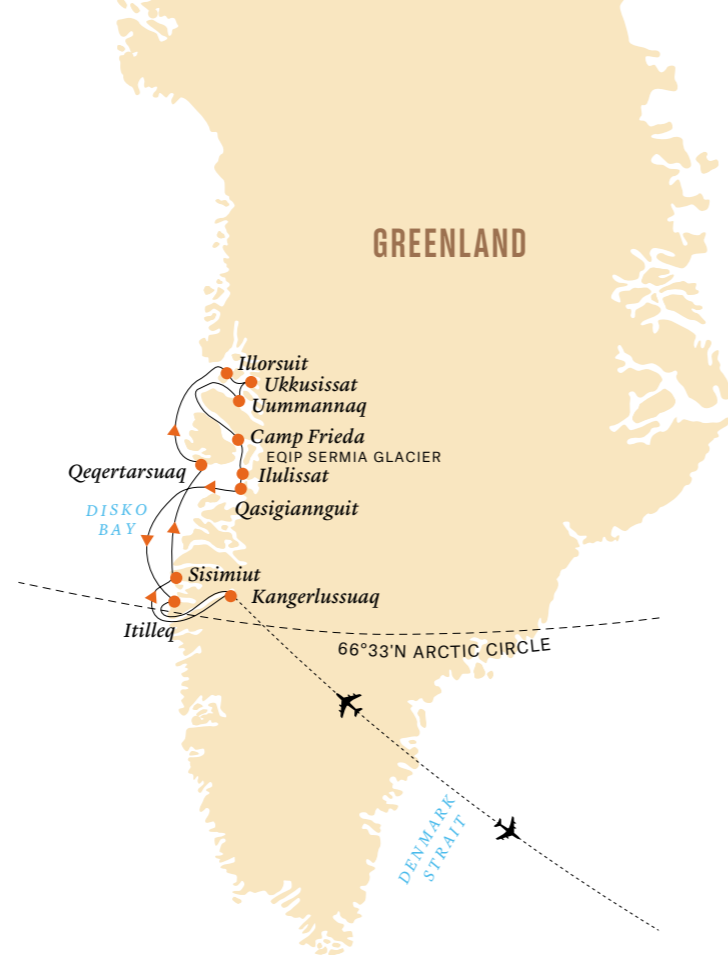 GREENLAND
Illorsuit
Ukkusissat
Uummannaq
Camp Frieda
EQIP SERMIA GLACIER
Qeqertarsuaq
Ilulissat
Qasigiannguit
DISKO
BAY
Sisimiut
Kangerlussuaq
Itilleq
66°33'N ARCTIC CIRCLE
DENMARK
STRAIT